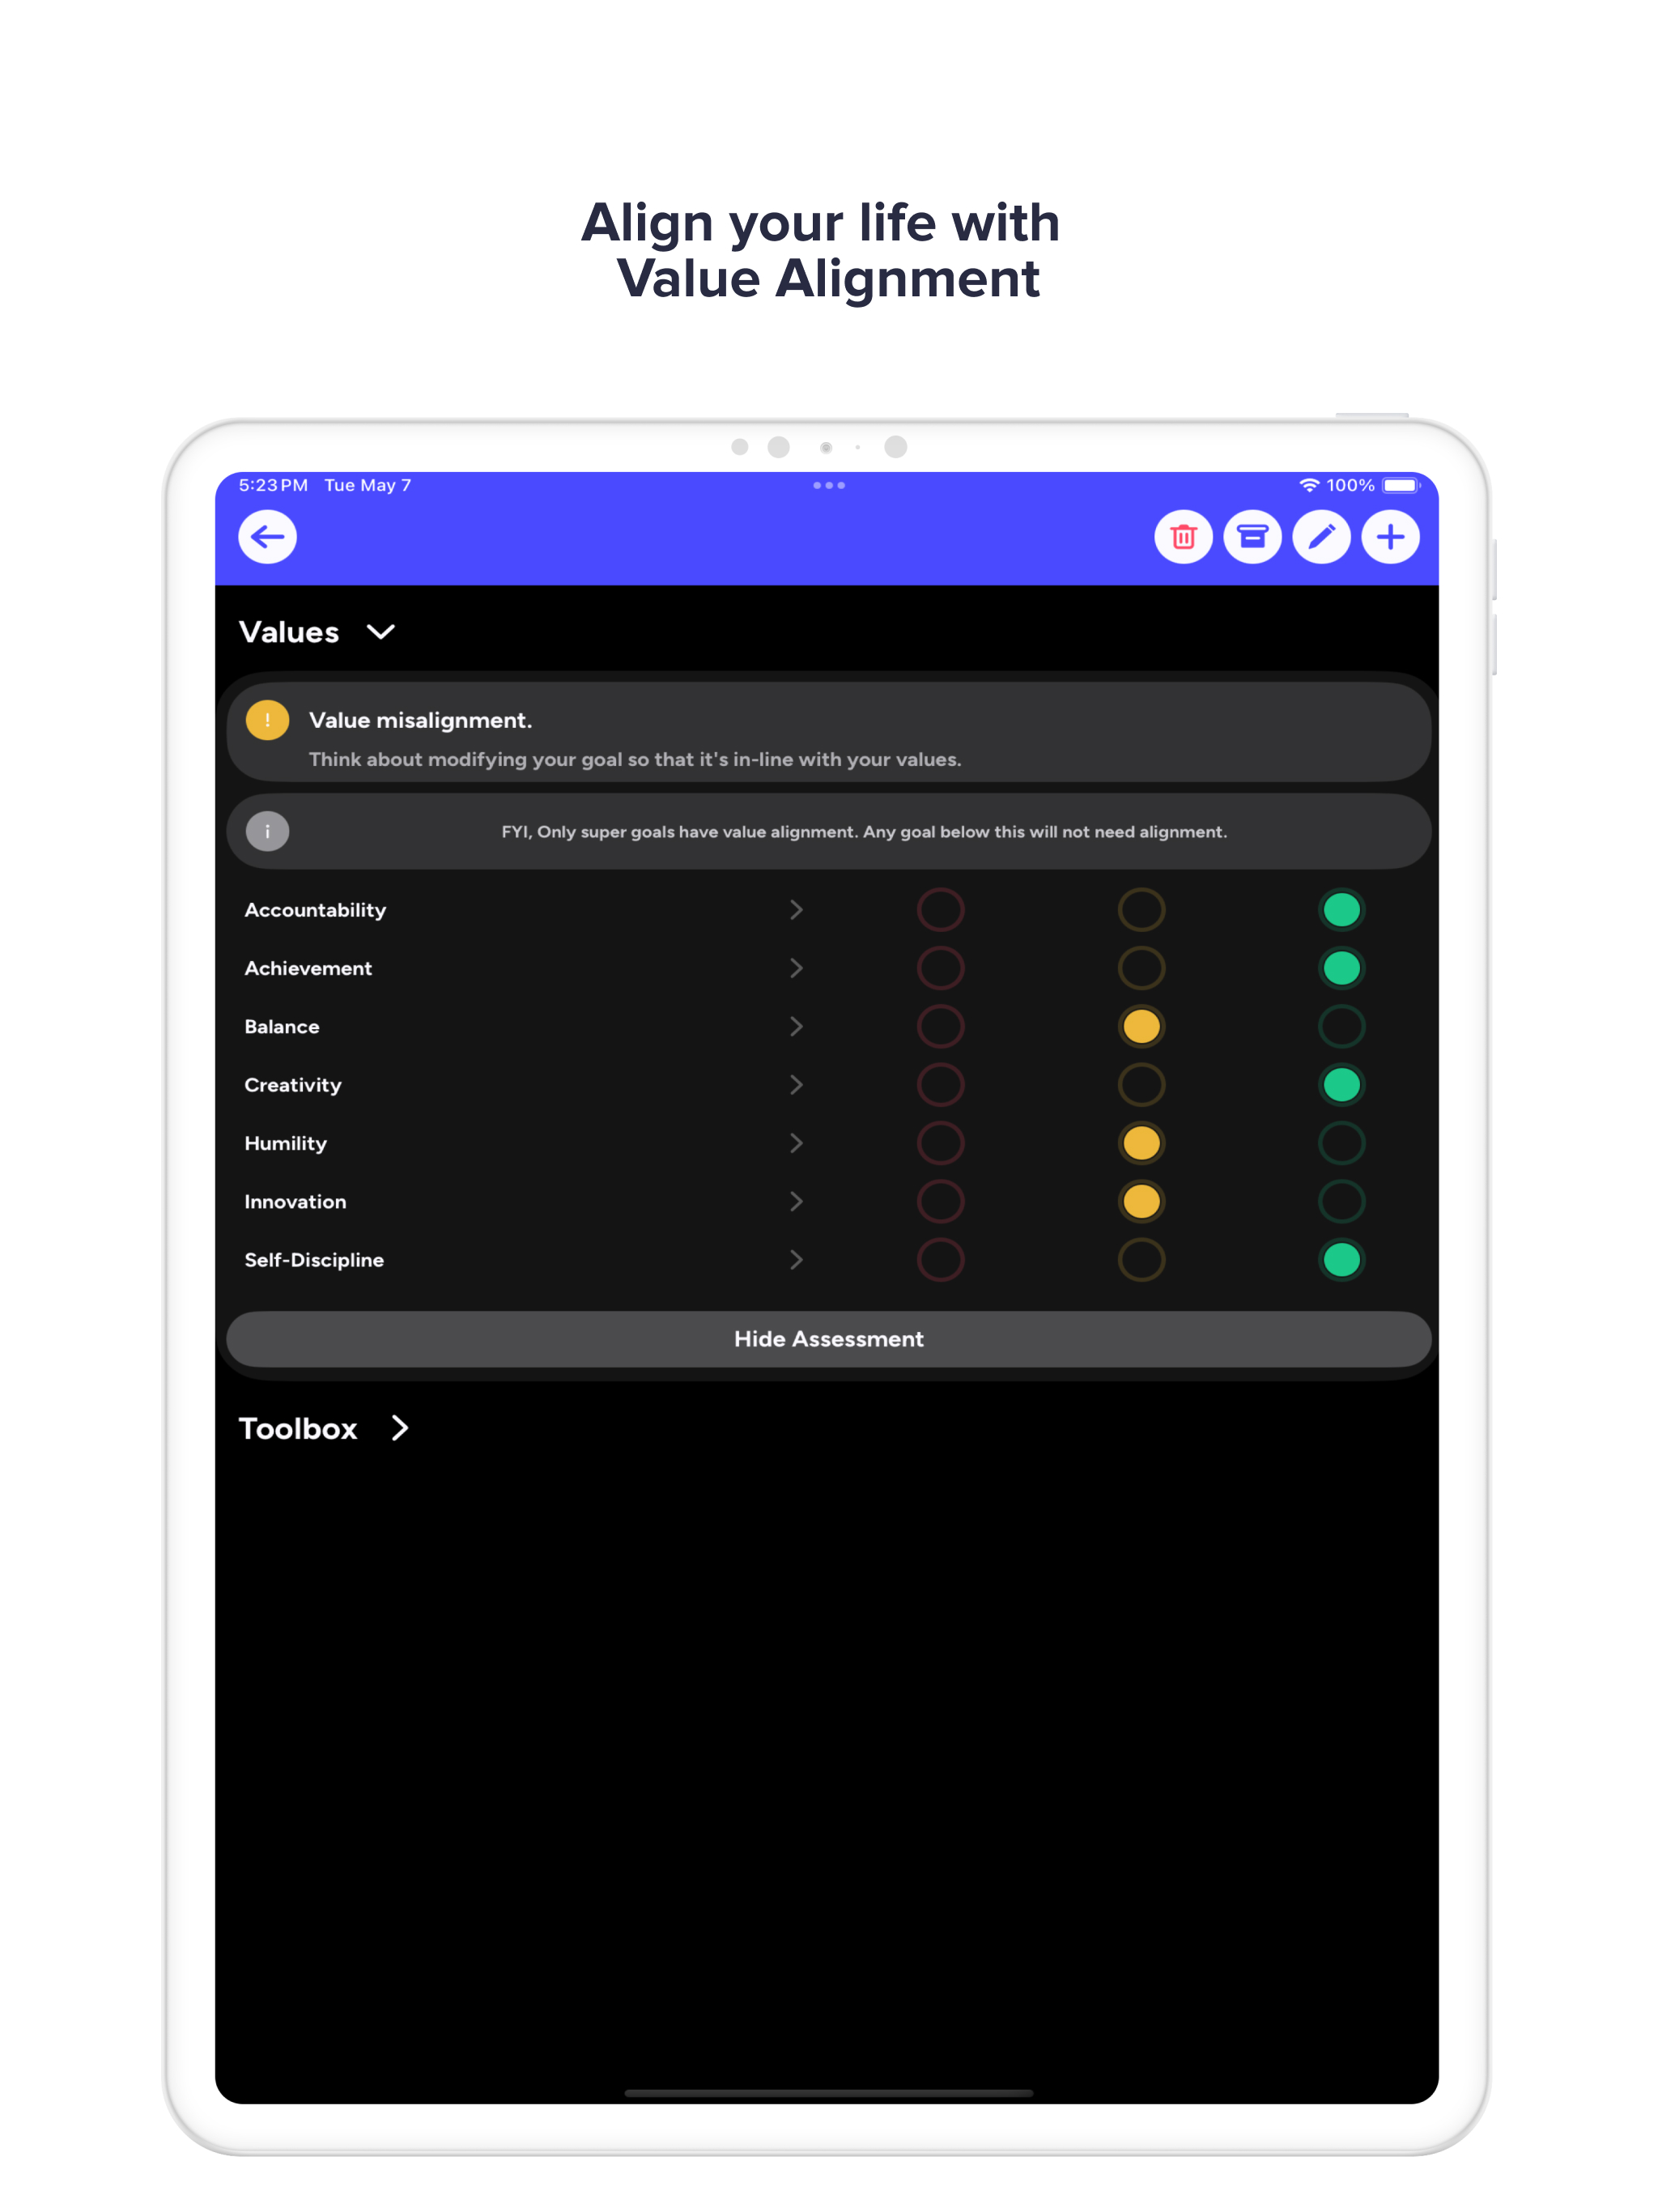 Align your life with
Value Alignment
5:23 PM Tue May 7
100%
Values
Value misalignment.
Think about modifying your goal so that it's in-line with your values.
FYI, Only super goals have value alignment. Any goal below this will not need alignment.
Accountability
Achievement
Balance
Creativity
Humility
Innovation
Self-Discipline
Hide Assessment
Toolbox